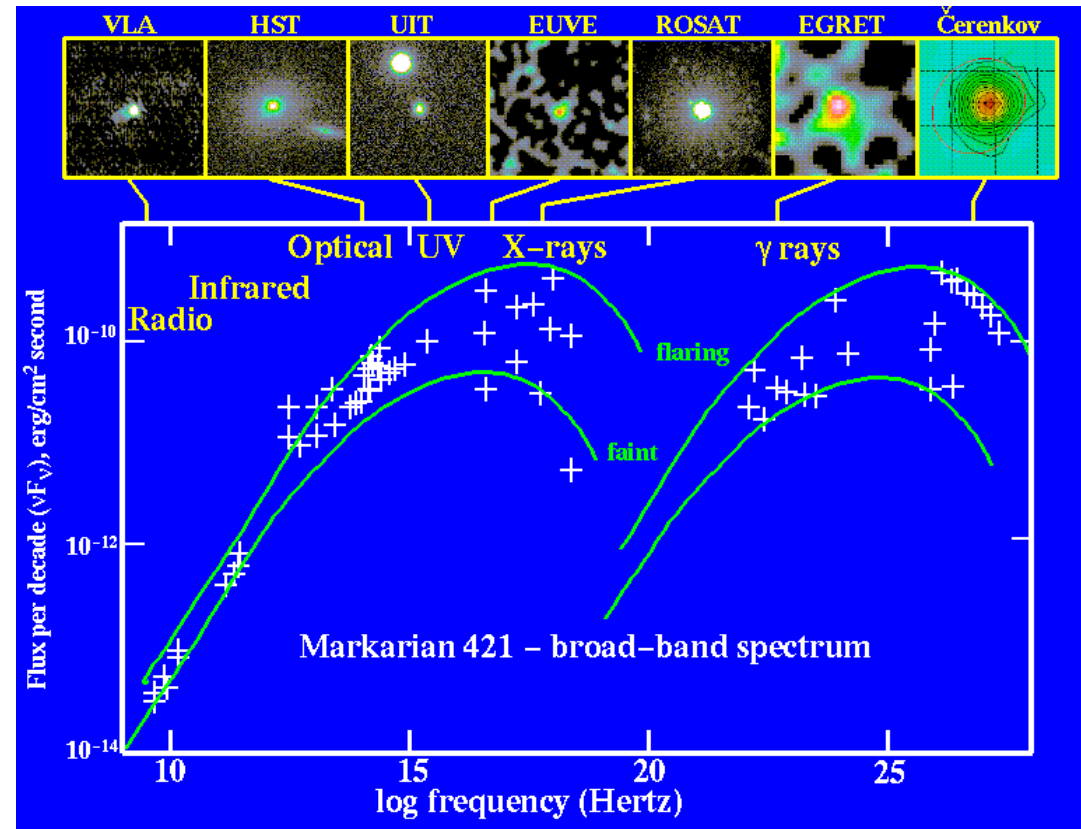 VLA HST UIT EUVE ROSAT EGRET Čerenkov
Optical UV X-rays γ rays
Infrared
Radio
flaring
faint
Markarian 421 – broad-band spectrum
Flux per decade (νFν), erg/cm² second
10⁻¹⁰
10⁻¹²
10⁻¹⁴
10 15 20 25
log frequency (Hertz)